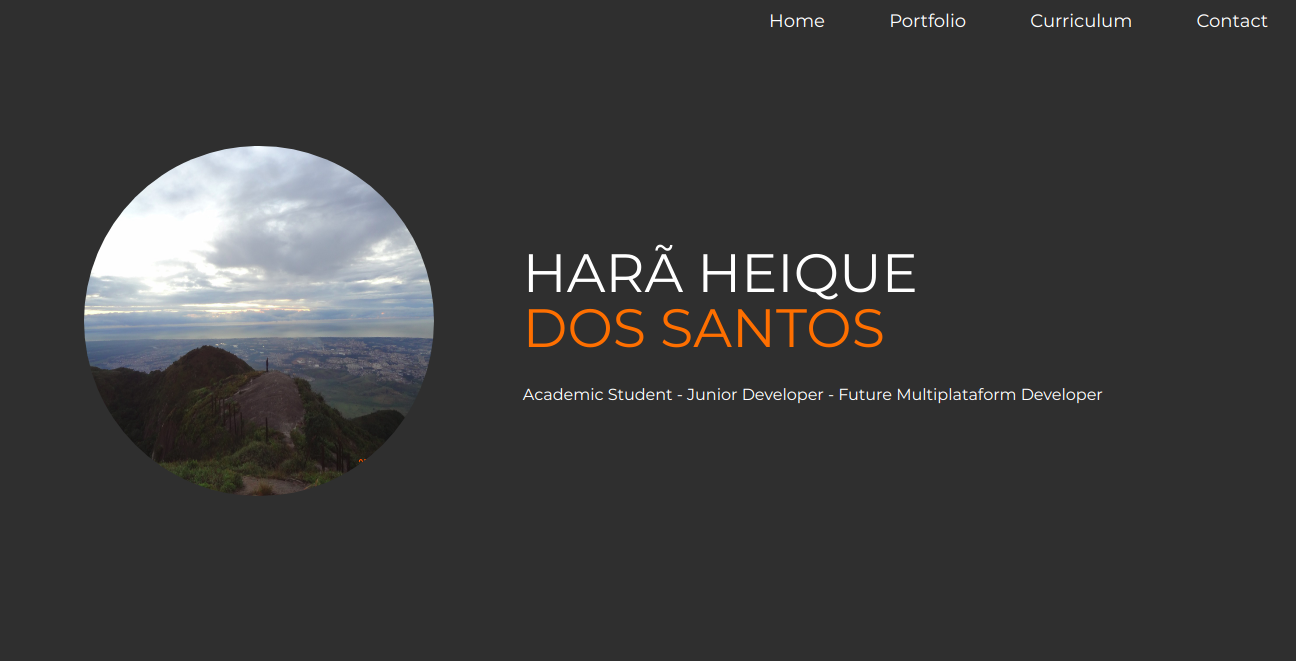 Home Portfolio Curriculum Contact
HARÃ HEIQUE
DOS SANTOS
Academic Student - Junior Developer - Future Multiplataform Developer